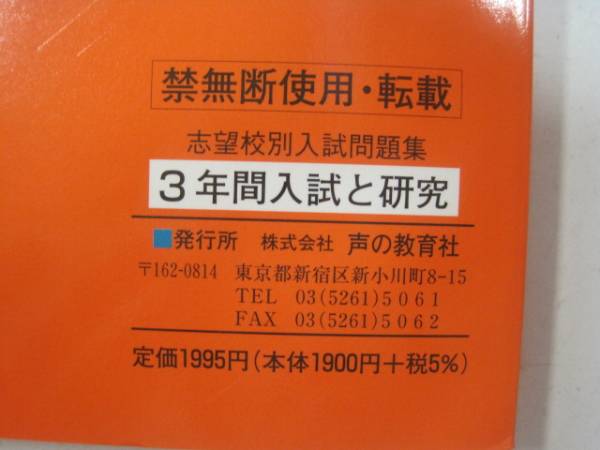 禁無断使用・転載
志望校別入試問題集
3年間入試と研究
■発行所 株式会社 声の教育社
〒162-0814 東京都新宿区新小川町8-15
TEL 03(5261)5061
FAX 03(5261)5062
定価1995円(本体1900円+税5%)